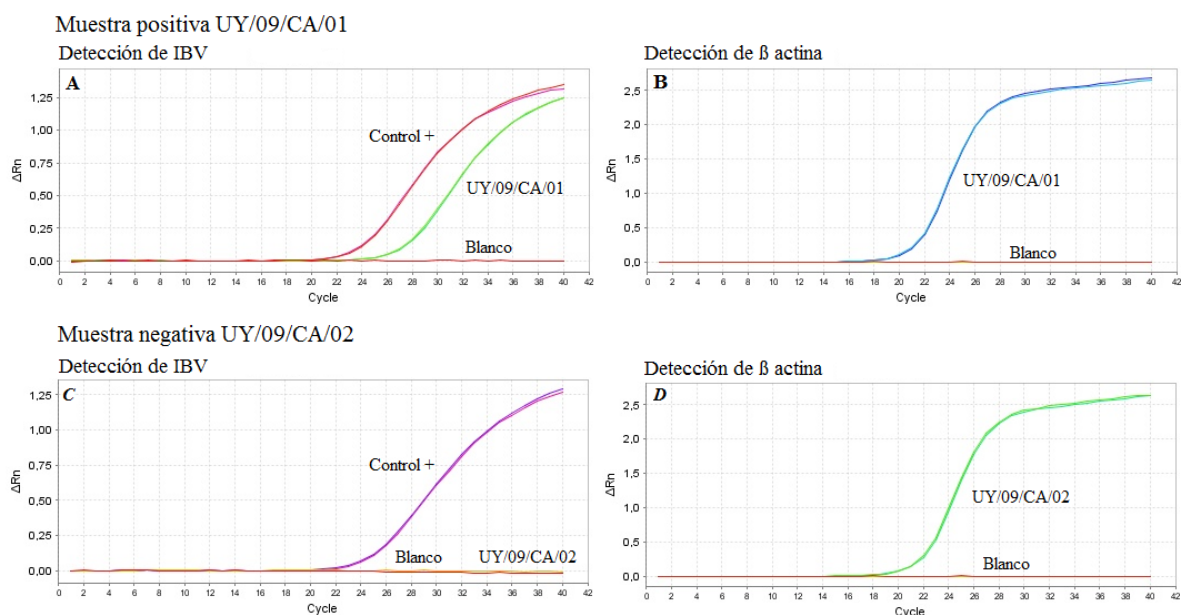 Muestra positiva UY/09/CA/01
Detección de IBV
A
1,25
1,00
0,75
0,50
0,25
0,00
ΔRn
Control +
UY/09/CA/01
Blanco
0 2 4 6 8 10 12 14 16 18 20 22 24 26 28 30 32 34 36 38 40 42
Cycle
Detección de ß actina
B
2,5
2,0
1,5
1,0
0,5
0,0
ΔRn
UY/09/CA/01
Blanco
0 2 4 6 8 10 12 14 16 18 20 22 24 26 28 30 32 34 36 38 40 42
Cycle
Muestra negativa UY/09/CA/02
Detección de IBV
C
1,25
1,00
0,75
0,50
0,25
0,00
ΔRn
Control +
Blanco UY/09/CA/02
0 2 4 6 8 10 12 14 16 18 20 22 24 26 28 30 32 34 36 38 40 42
Cycle
Detección de ß actina
D
2,5
2,0
1,5
1,0
0,5
0,0
ΔRn
UY/09/CA/02
Blanco
0 2 4 6 8 10 12 14 16 18 20 22 24 26 28 30 32 34 36 38 40 42
Cycle